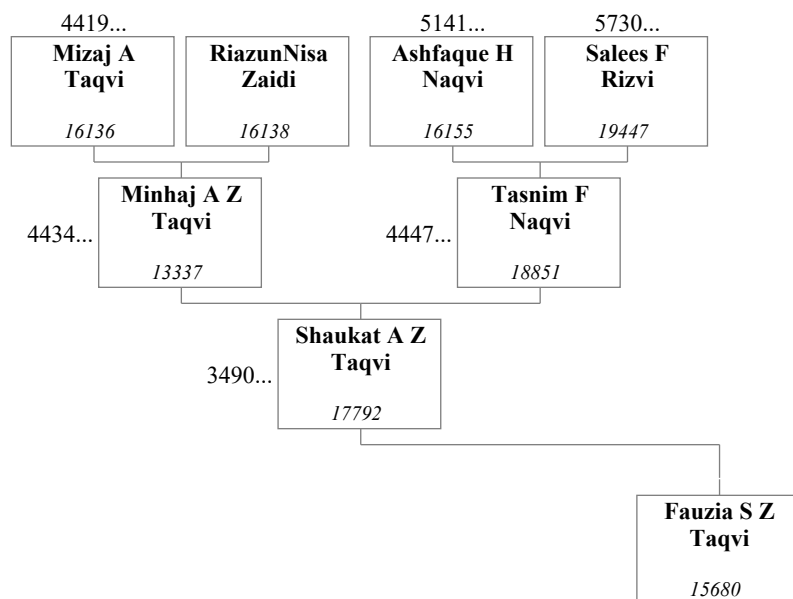 4419...
5141...
5730...
Mizaj A
Taqvi
16136
RiazunNisa
Zaidi
16138
Ashfaque H
Naqvi
16155
Salees F
Rizvi
19447
4434...
Minhaj A Z
Taqvi
13337
4447...
Tasnim F
Naqvi
18851
3490...
Shaukat A Z
Taqvi
17792
Fauzia S Z
Taqvi
15680